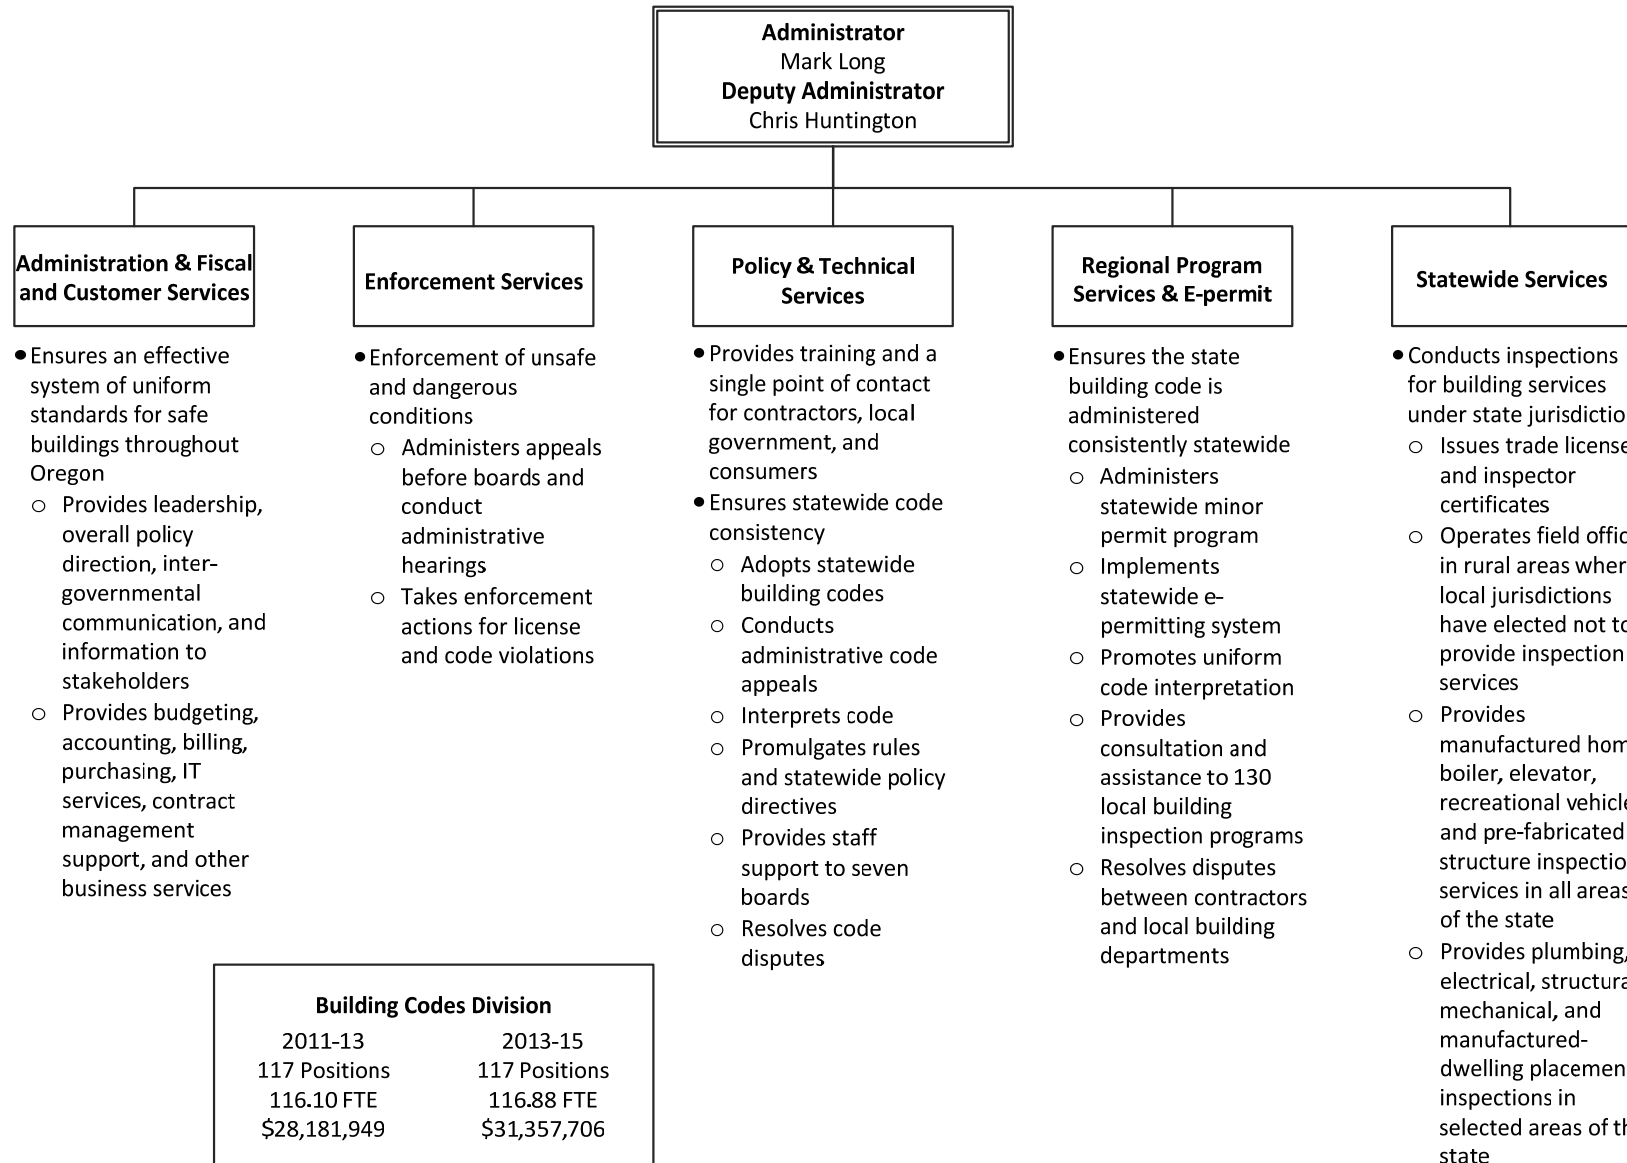 Administrator
Mark Long
Deputy Administrator
Chris Huntington
Administration & Fiscal
and Customer Services
● Ensures an effective
system of uniform
standards for safe
buildings throughout
Oregon
○ Provides leadership,
overall policy
direction, inter-
governmental
communication, and
information to
stakeholders
○ Provides budgeting,
accounting, billing,
purchasing, IT
services, contract
management
support, and other
business services
Enforcement Services
● Enforcement of unsafe
and dangerous
conditions
○ Administers appeals
before boards and
conduct
administrative
hearings
○ Takes enforcement
actions for license
and code violations
Policy & Technical
Services
● Provides training and a
single point of contact
for contractors, local
government, and
consumers
● Ensures statewide code
consistency
○ Adopts statewide
building codes
○ Conducts
administrative code
appeals
○ Interprets code
○ Promulgates rules
and statewide policy
directives
○ Provides staff
support to seven
boards
○ Resolves code
disputes
Regional Program
Services & E-permit
● Ensures the state
building code is
administered
consistently statewide
○ Administers
statewide minor
permit program
○ Implements
statewide e-
permitting system
○ Promotes uniform
code interpretation
○ Provides
consultation and
assistance to 130
local building
inspection programs
○ Resolves disputes
between contractors
and local building
departments
Statewide Services
● Conducts inspections
for building services
under state
○ Issues trade
and inspector
certificates
○ Operates field
in rural areas
local jurisdictions
have elected not
provide inspection
services
○ Provides
manufactured
boiler, elevator,
recreational
and pre-fabricated
structure
services in all
of the state
○ Provides plumbing,
electrical,
mechanical, and
manufactured-
dwelling
inspections in
selected areas of
state
Building Codes Division
2011-13 2013-15
117 Positions 117 Positions
116.10 FTE 116.88 FTE
$28,181,949 $31,357,706